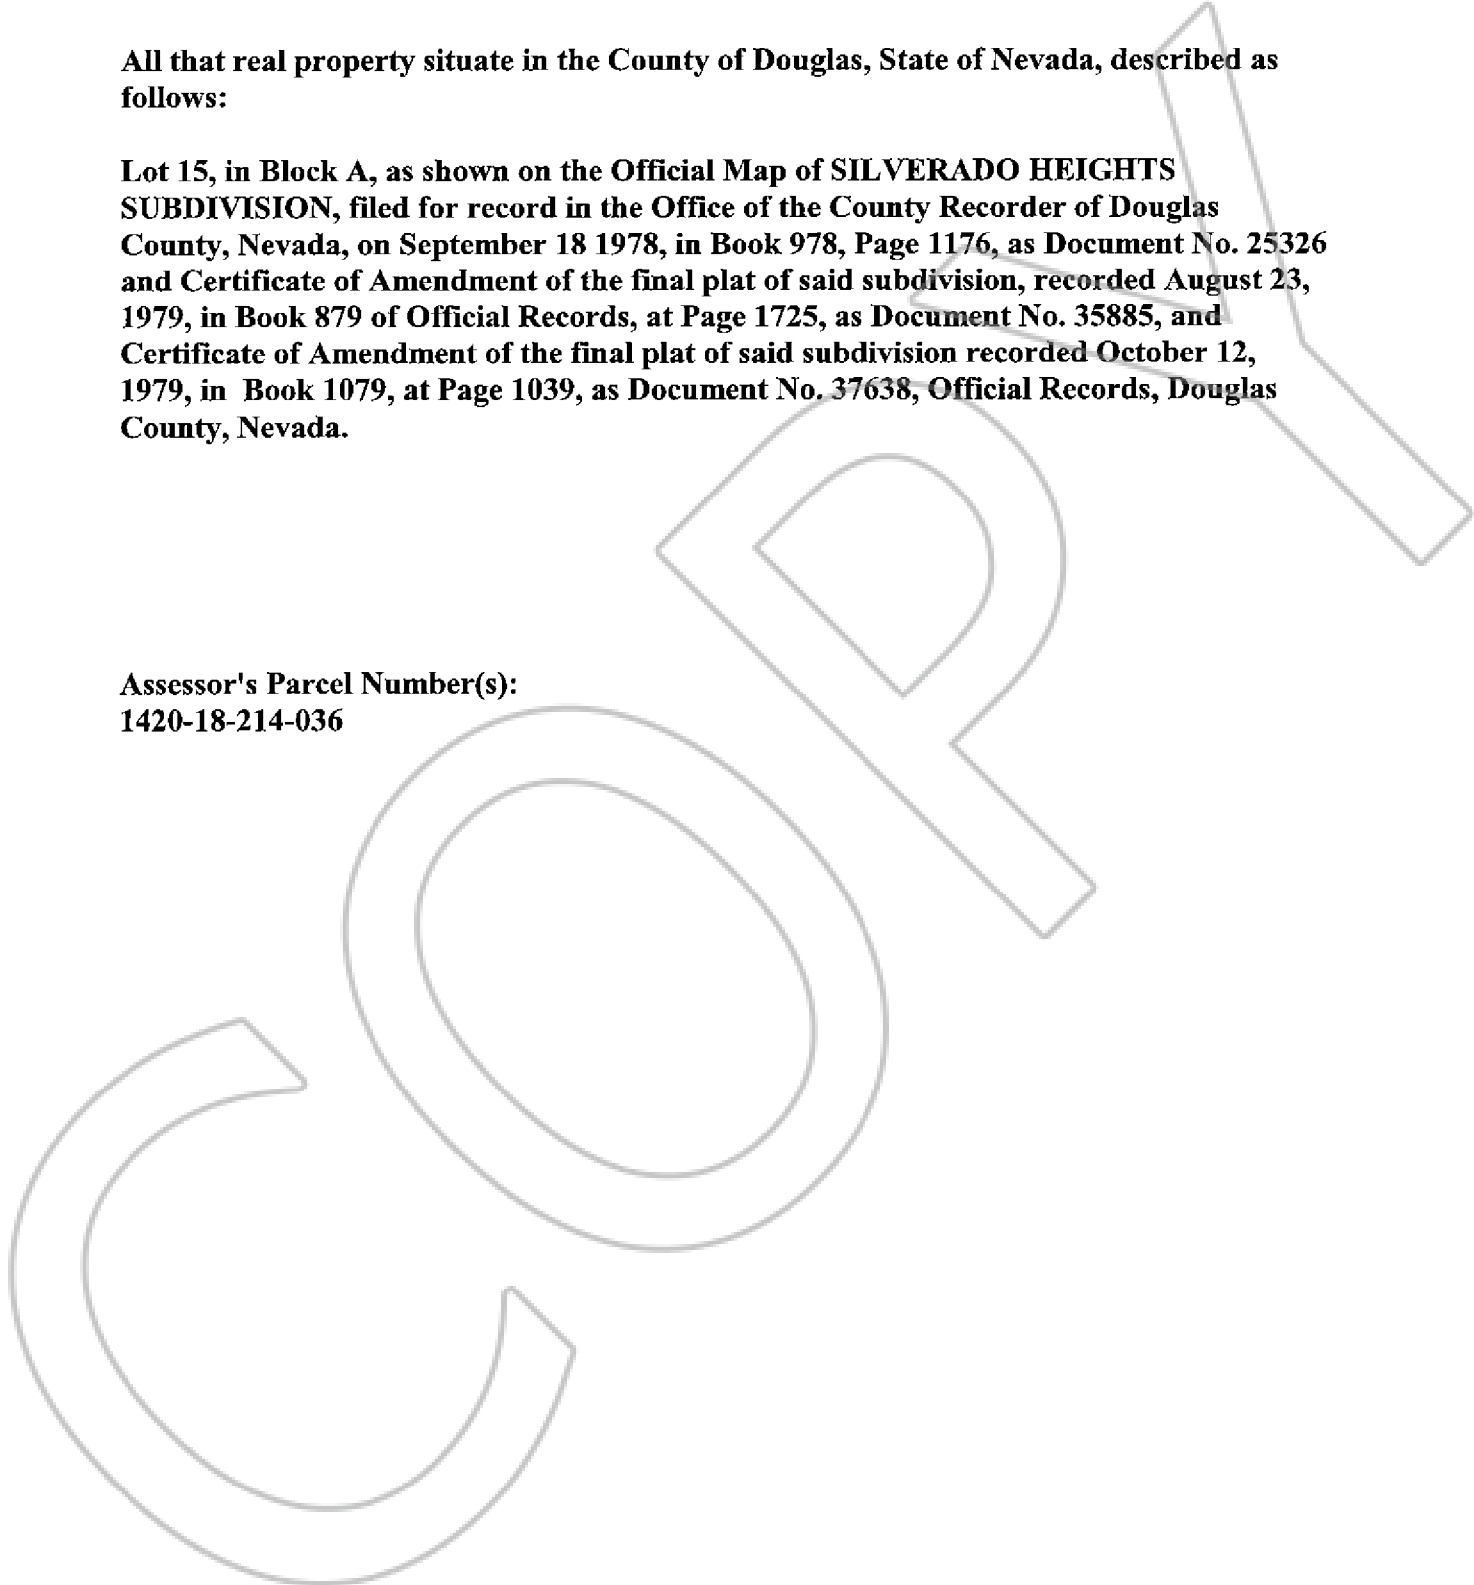 All that real property situate in the County of Douglas, State of Nevada, described as
follows:
Lot 15, in Block A, as shown on the Official Map of SILVERADO HEIGHTS
SUBDIVISION, filed for record in the Office of the County Recorder of Douglas
County, Nevada, on September 18 1978, in Book 978, Page 1176, as Document No. 25326
and Certificate of Amendment of the final plat of said subdivision, recorded August 23,
1979, in Book 879 of Official Records, at Page 1725, as Document No. 35885, and
Certificate of Amendment of the final plat of said subdivision recorded October 12,
1979, in  Book 1079, at Page 1039, as Document No. 37638, Official Records, Douglas
County, Nevada.
Assessor's Parcel Number(s):
1420-18-214-036
COPY